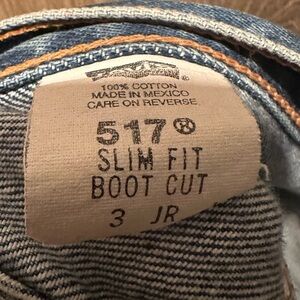 100% COTTON
MADE IN MEXICO
CARE ON REVERSE
517®
SLIM FIT
BOOT CUT
3 JR